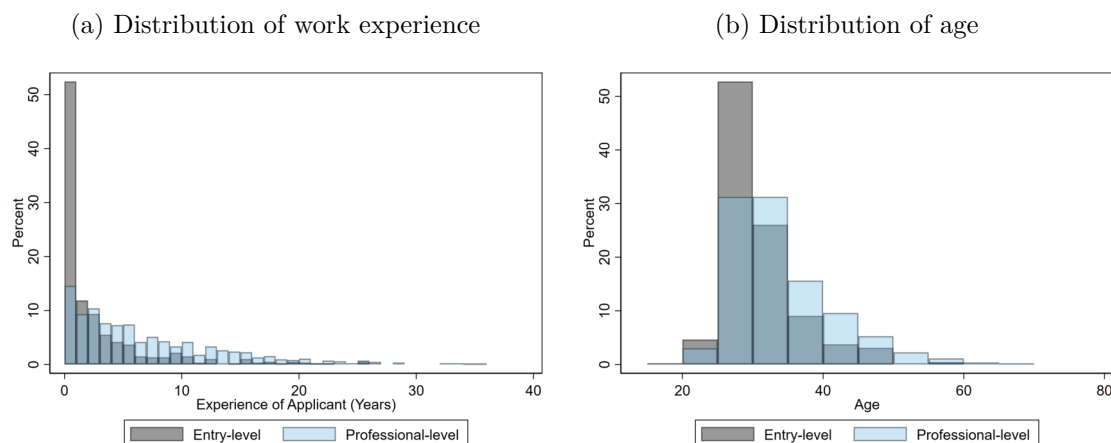 (a) Distribution of work experience
(b) Distribution of age
50
40
30
20
10
0
Percent
0 10 20 30 40
Experience of Applicant (Years)
Entry-level Professional-level
50
40
30
20
10
0
Percent
20 40 60 80
Age
Entry-level Professional-level